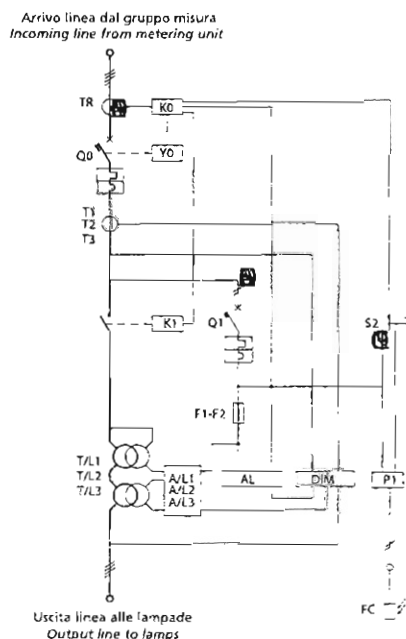 Arrivo linea dal gruppo misura
Incoming line from metering unit
TR
K0
Q0
Y0
T1
T2
T3
K1
Q1
S2
F1-F2
T/L1
T/L2
T/L3
A/L1
A/L2
A/L3
AL
DIM
P1
FC
Uscita linea alle lampade
Output line to lamps